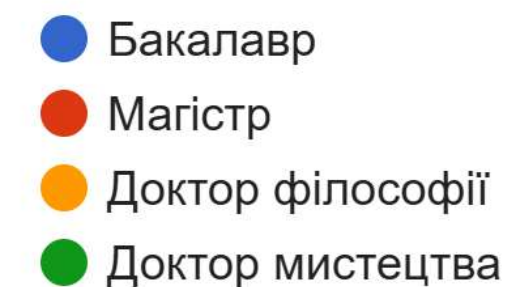 Бакалавр
Магістр
Доктор філософії
Доктор мистецтва